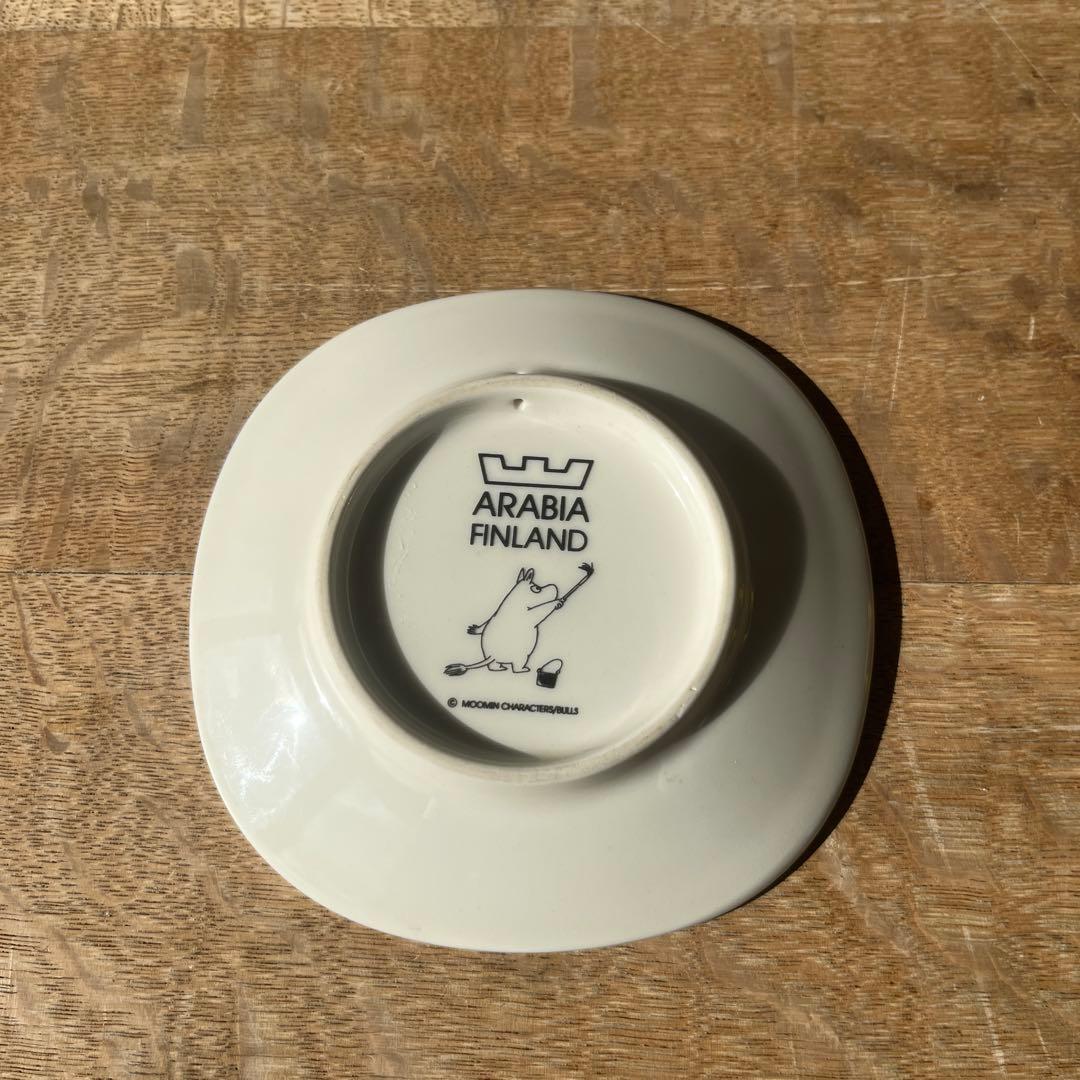 ARABIA
FINLAND
© MOOMIN CHARACTERS/BULLS